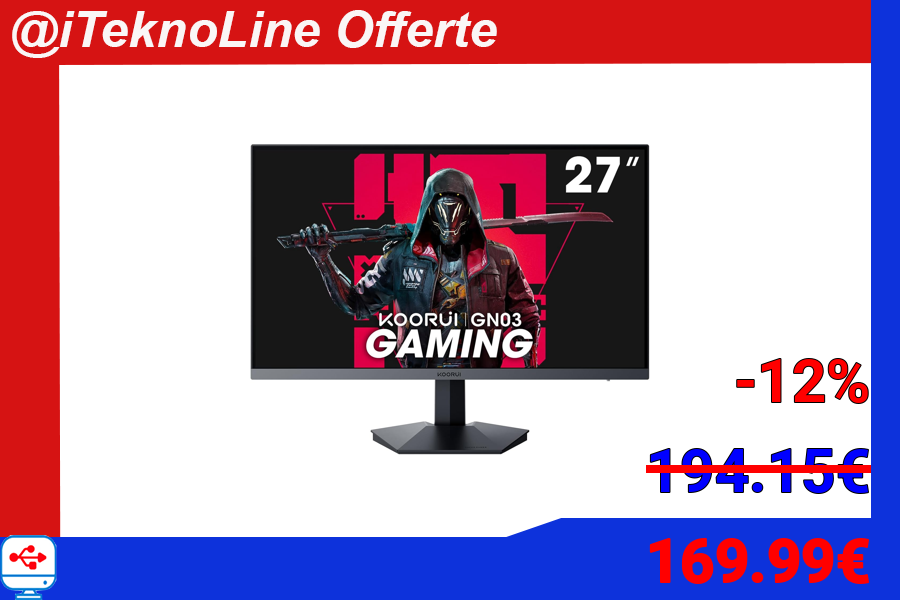 @iTeknoLine Offerte
27"
KOORUI GN03
GAMING
KOORUI
-12%
194.15€
169.99€